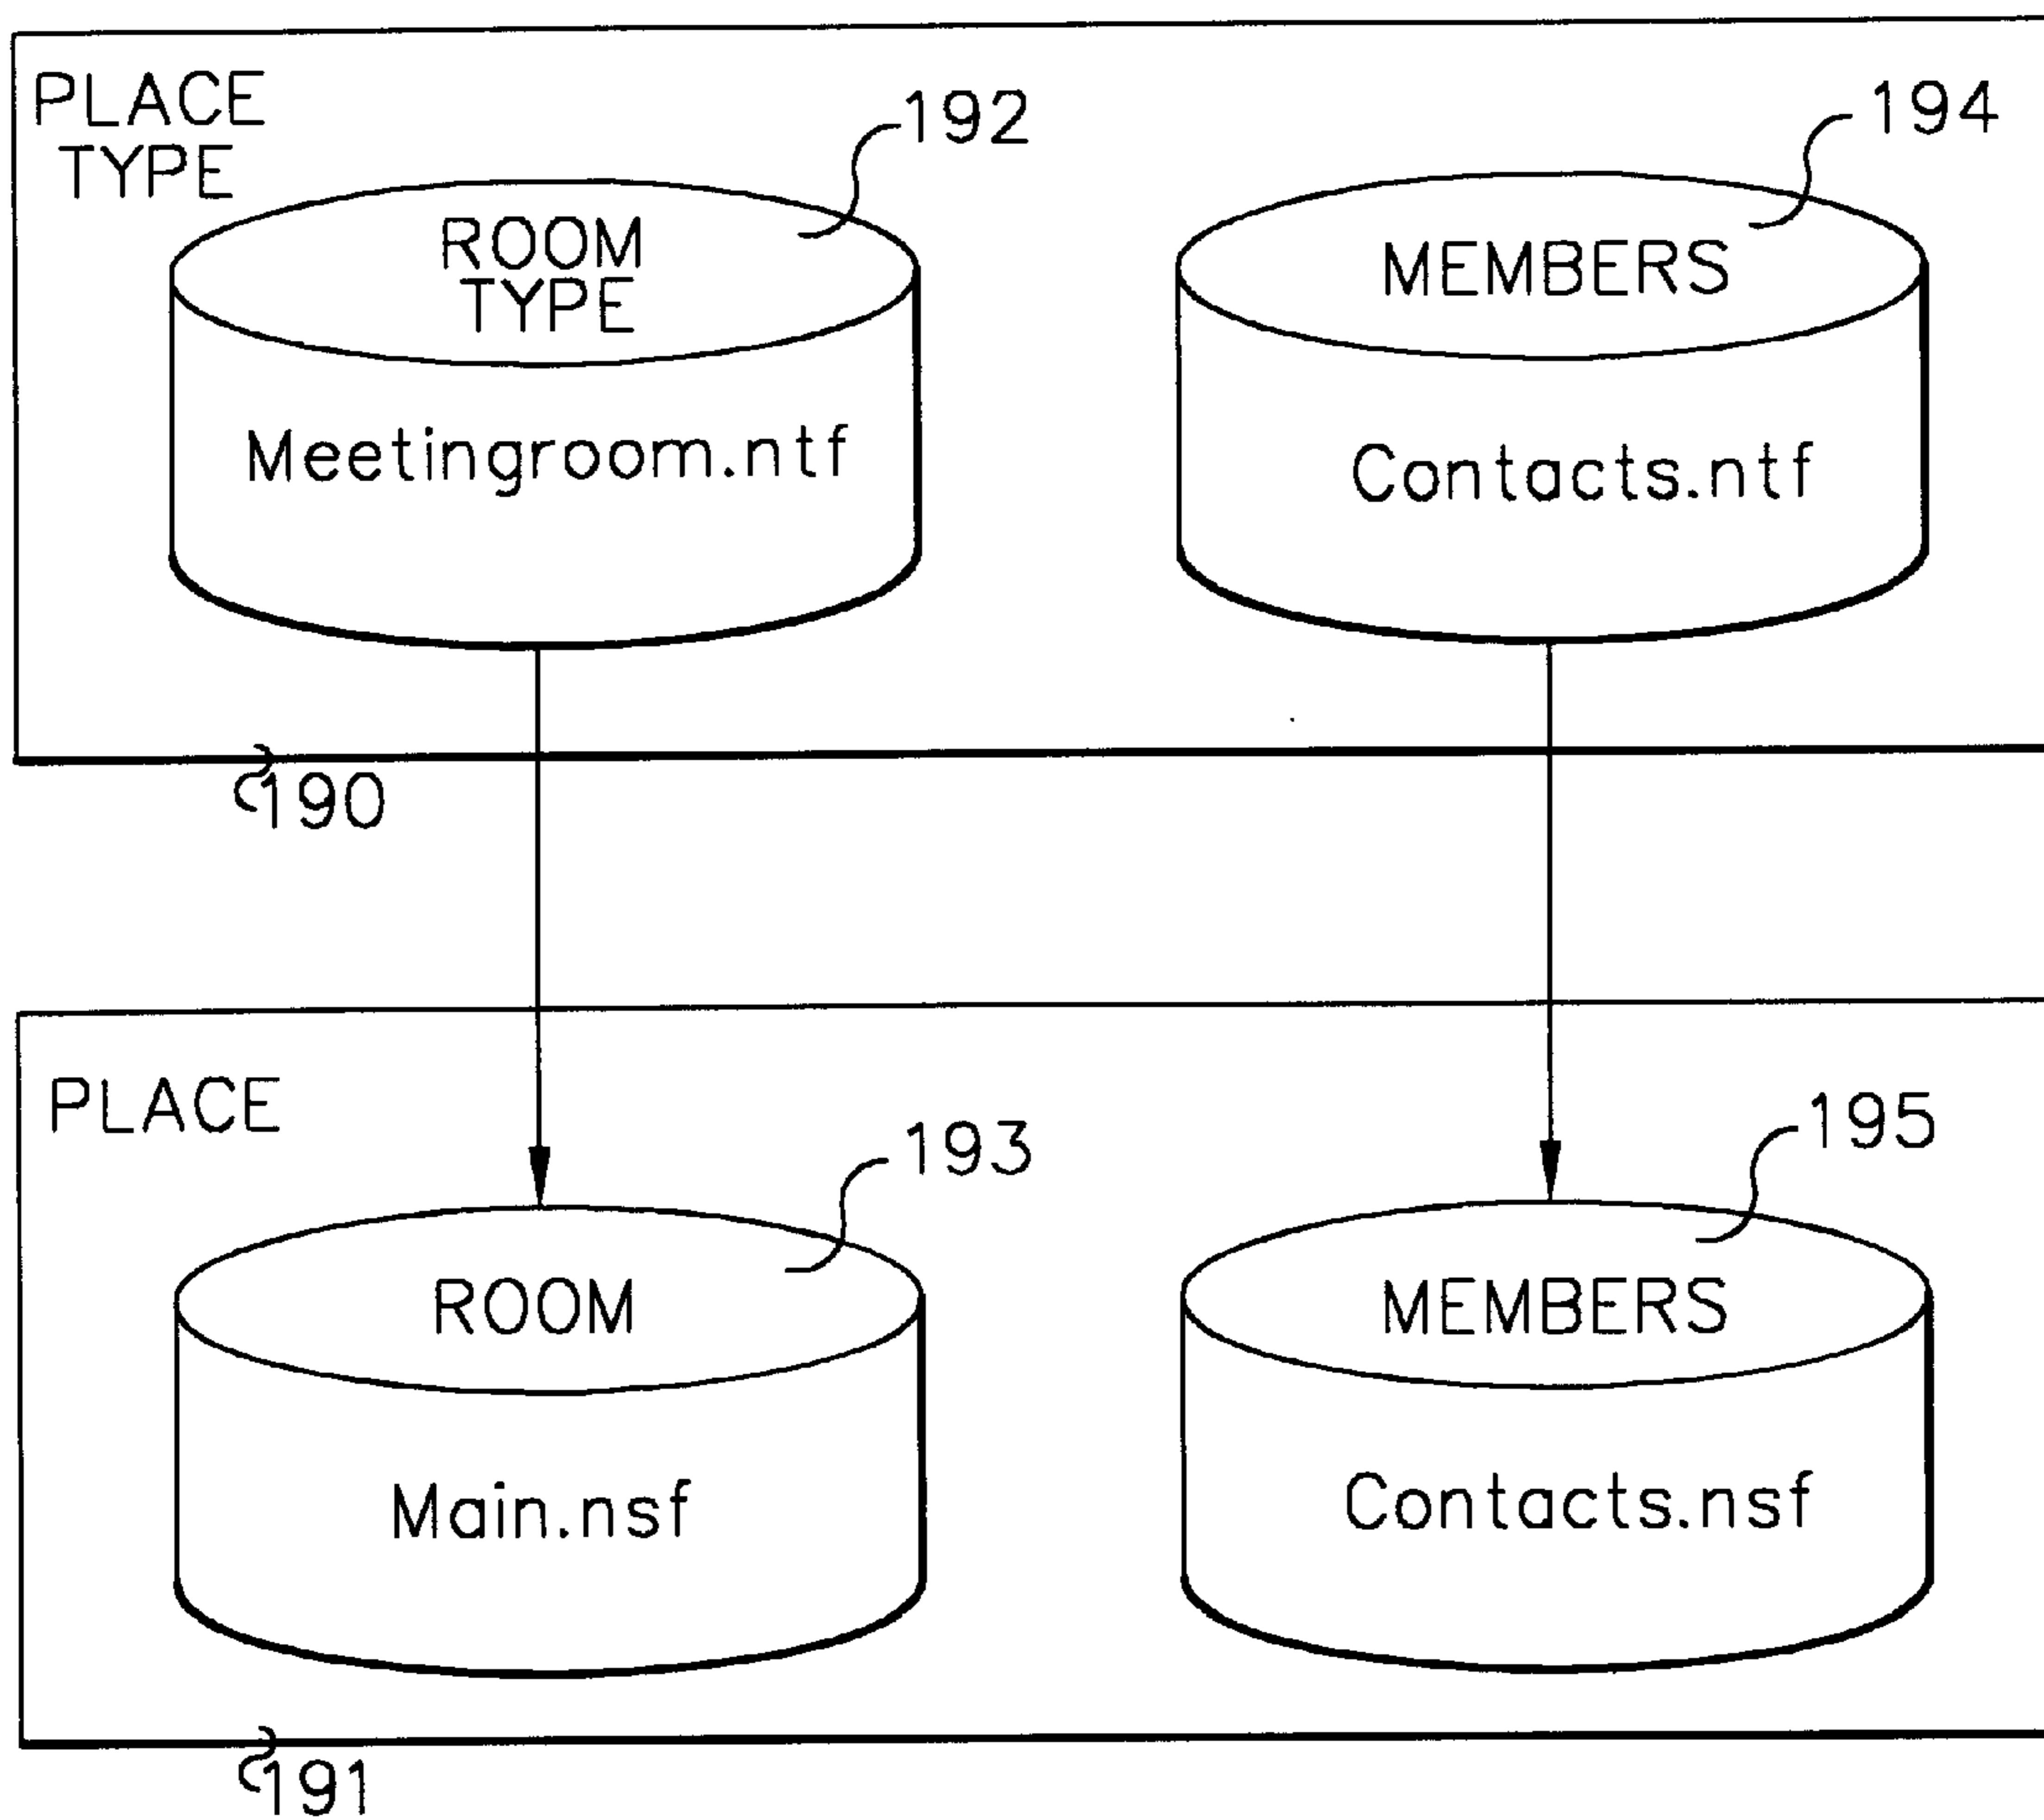 PLACE
TYPE
192
194
ROOM
TYPE
MEMBERS
Meetingroom.ntf
Contacts.ntf
190
PLACE
193
195
ROOM
MEMBERS
Main.nsf
Contacts.nsf
191